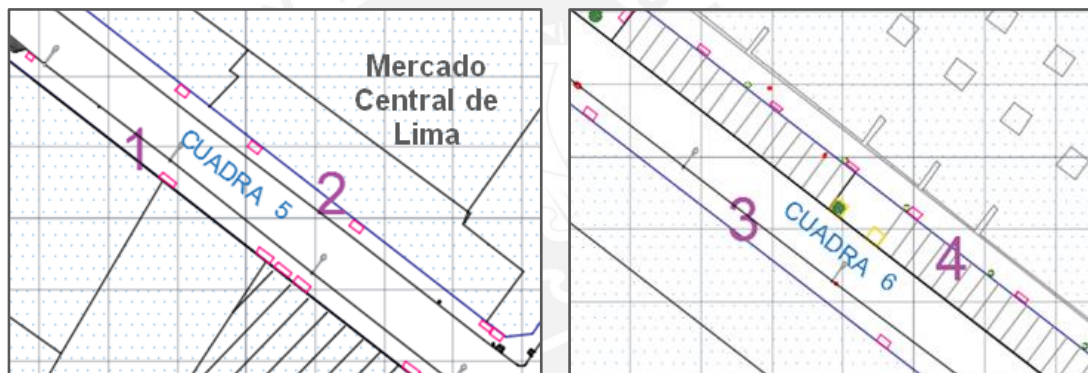 Mercado
Central de
Lima
1
CUADRA 5
2
3
CUADRA 6
4